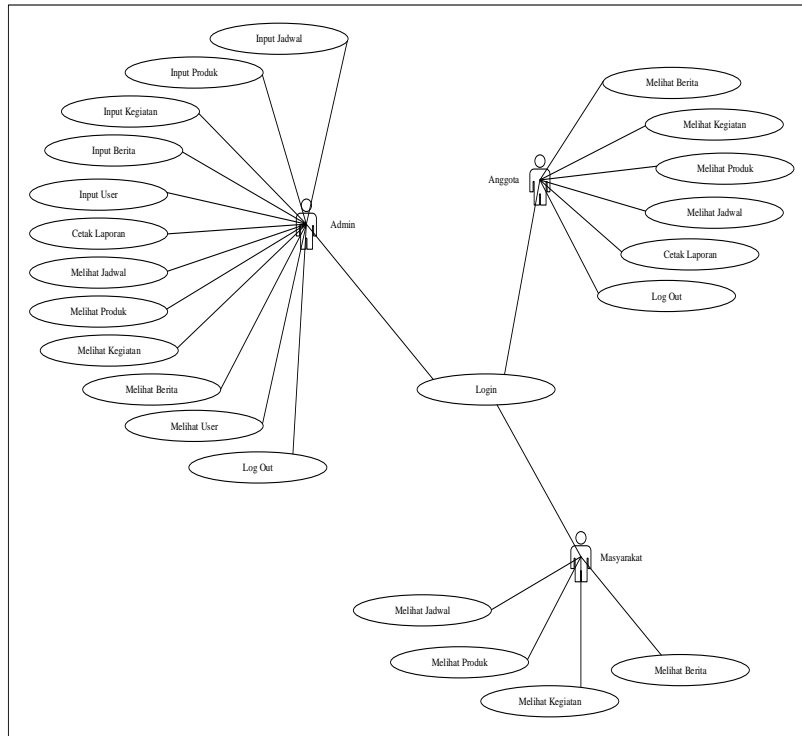 Input Jadwal
Input Produk
Input Kegiatan
Input Berita
Input User
Cetak Laporan
Melihat Jadwal
Melihat Produk
Melihat Kegiatan
Melihat Berita
Melihat User
Log Out
Admin
Anggota
Melihat Berita
Melihat Kegiatan
Melihat Produk
Melihat Jadwal
Cetak Laporan
Log Out
Login
Masyarakat
Melihat Jadwal
Melihat Produk
Melihat Kegiatan
Melihat Berita